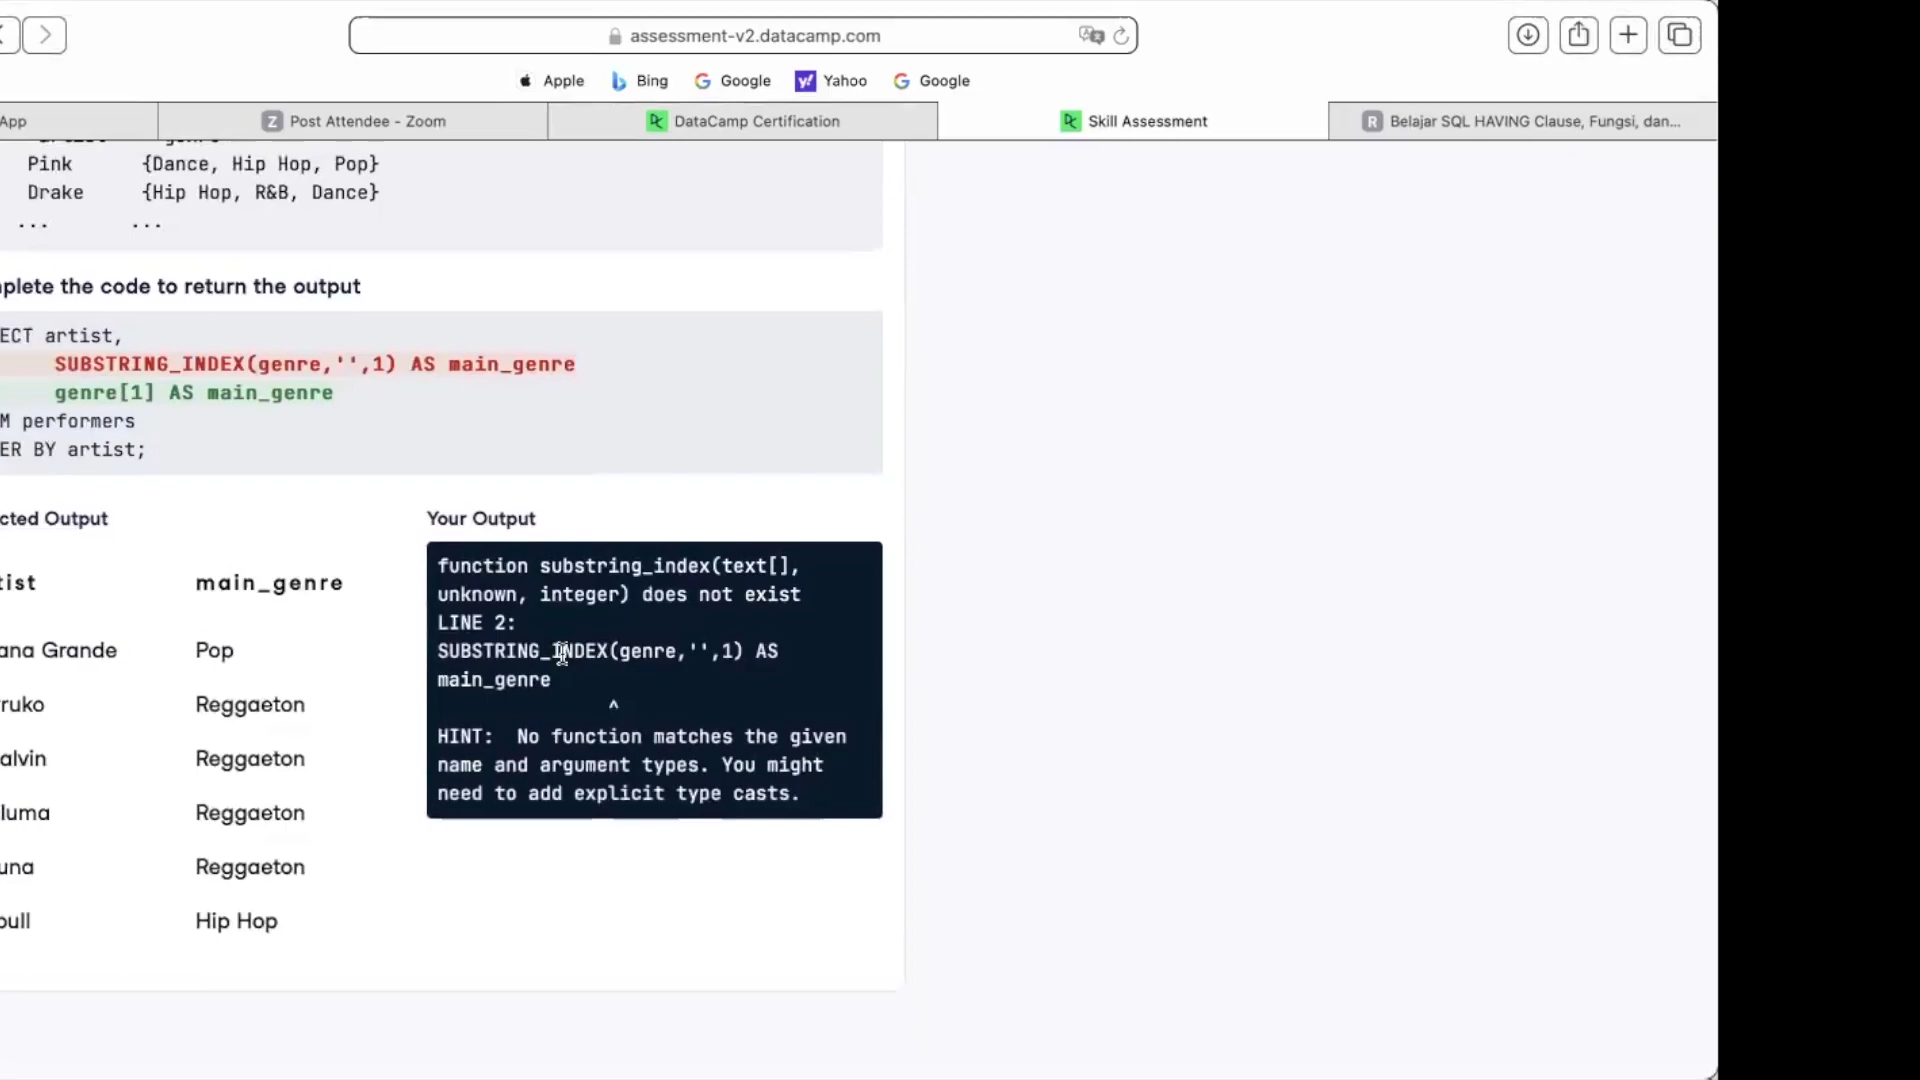 assessment-v2.datacamp.com
Apple Bing Google Yahoo Google
App Post Attendee - Zoom DataCamp Certification Skill Assessment Belajar SQL HAVING Clause, Fungsi, dan...
Pink {Dance, Hip Hop, Pop}
Drake {Hip Hop, R&B, Dance}
... ...
plete the code to return the output
ECT artist,
SUBSTRING_INDEX(genre,'',1) AS main_genre
genre[1] AS main_genre
M performers
ER BY artist;
cted Output Your Output
tist main_genre
ana Grande Pop
ruko Reggaeton
alvin Reggaeton
luma Reggaeton
una Reggaeton
bull Hip Hop
function substring_index(text[],
unknown, integer) does not exist
LINE 2:
SUBSTRING_INDEX(genre,'',1) AS
main_genre
^
HINT: No function matches the given
name and argument types. You might
need to add explicit type casts.